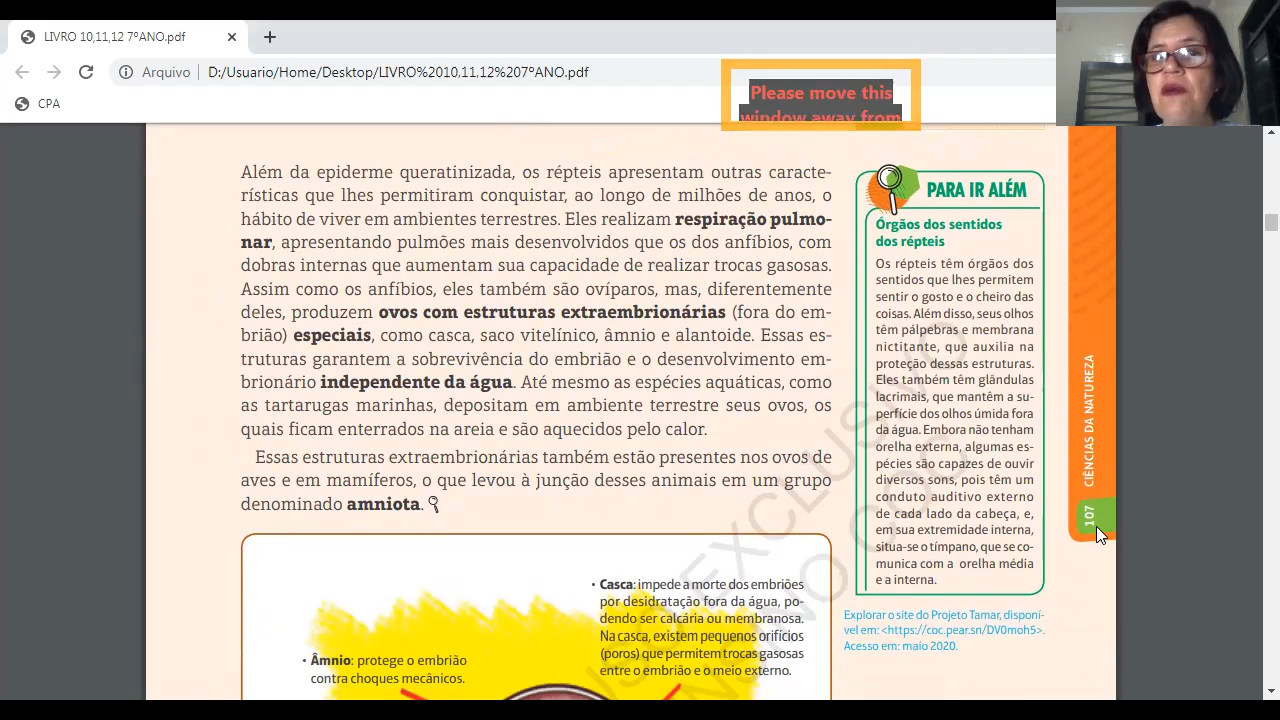 LIVRO 10,11,12 7ºANO.pdf
Arquivo
D:/Usuario/Home/Desktop/LIVRO%2010,11,12%207ºANO.pdf
CPA
Please move this
window away from
Além da epiderme queratinizada, os répteis apresentam outras caracte-
rísticas que lhes permitiram conquistar, ao longo de milhões de anos, o
hábito de viver em ambientes terrestres. Eles realizam respiração pulmo-
nar, apresentando pulmões mais desenvolvidos que os dos anfíbios, com
dobras internas que aumentam sua capacidade de realizar trocas gasosas.
Assim como os anfíbios, eles também são ovíparos, mas, diferentemente
deles, produzem ovos com estruturas extraembrionárias (fora do em-
brião) especiais, como casca, saco vitelínico, âmnio e alantoide. Essas es-
truturas garantem a sobrevivência do embrião e o desenvolvimento em-
brionário independente da água. Até mesmo as espécies aquáticas, como
as tartarugas marinhas, depositam em ambiente terrestre seus ovos, os
quais ficam enterrados na areia e são aquecidos pelo calor.
Essas estruturas extraembrionárias também estão presentes nos ovos de
aves e em mamíferos, o que levou à junção desses animais em um grupo
denominado amniota.
Casca: impede a morte dos embriões
por desidratação fora da água, po-
dendo ser calcária ou membranosa.
Na casca, existem pequenos orifícios
(poros) que permitem trocas gasosas
entre o embrião e o meio externo.
Âmnio: protege o embrião
contra choques mecânicos.
PARA IR ALÉM
Órgãos dos sentidos
dos répteis
Os répteis têm órgãos dos
sentidos que lhes permitem
sentir o gosto e o cheiro das
coisas. Além disso, seus olhos
têm pálpebras e membrana
nictitante, que auxilia na
proteção dessas estruturas.
Eles também têm glândulas
lacrimais, que mantêm a su-
perfície dos olhos úmida fora
da água. Embora não tenham
orelha externa, algumas es-
pécies são capazes de ouvir
diversos sons, pois têm um
conduto auditivo externo
de cada lado da cabeça, e,
em sua extremidade interna,
situa-se o tímpano, que se co-
munica com a orelha média
e a interna.
Explorar o site do Projeto Tamar, disponí-
vel em: <https://coc.pear.sn/DV0moh5>.
Acesso em: maio 2020.
CIÊNCIAS DA NATUREZA
107
EXCLUSIVO
ENSINO COC